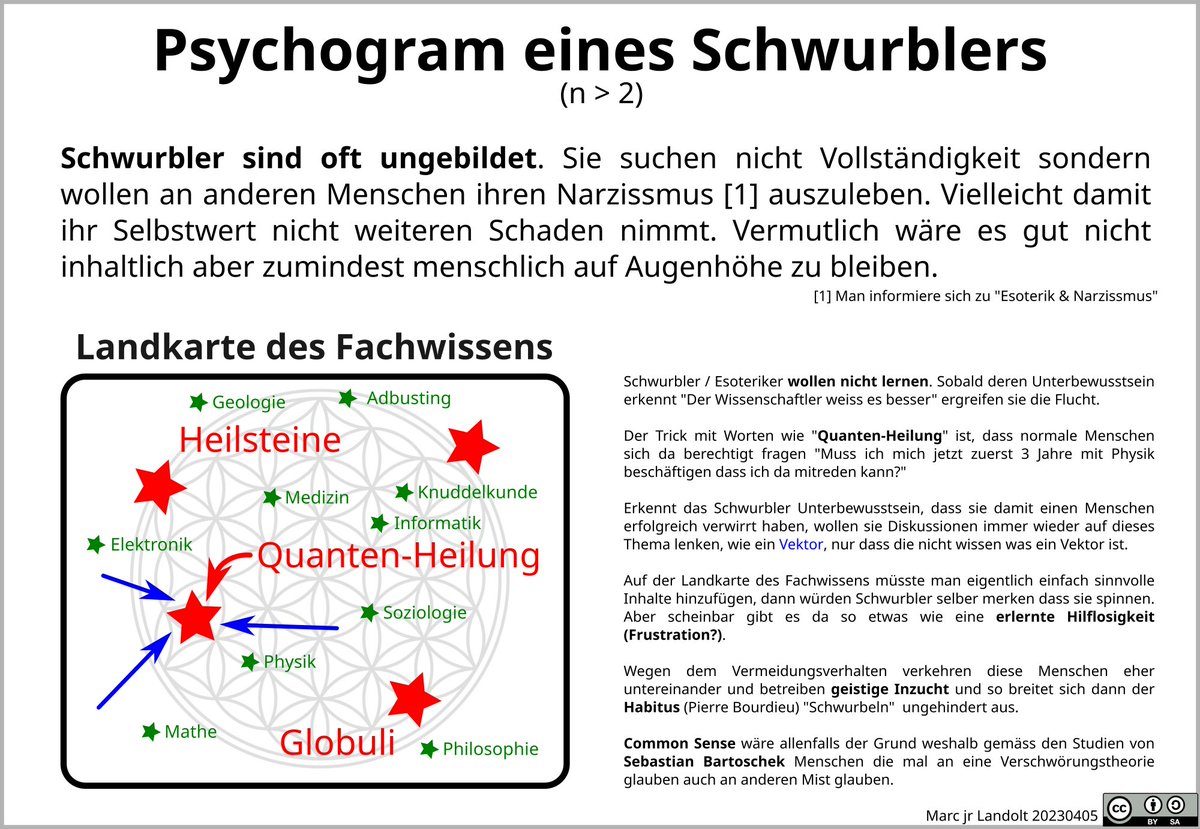 Psychogram eines Schwurblers
(n > 2)
Schwurbler sind oft ungebildet. Sie suchen nicht Vollständigkeit sondern
wollen an anderen Menschen ihren Narzissmus [1] auszuleben. Vielleicht damit
ihr Selbstwert nicht weiteren Schaden nimmt. Vermutlich wäre es gut nicht
inhaltlich aber zumindest menschlich auf Augenhöhe zu bleiben.
[1] Man informiere sich zu "Esoterik & Narzissmus"
Landkarte des Fachwissens
Geologie
Adbusting
Heilsteine
Medizin
Knuddelkunde
Informatik
Elektronik
Quanten-Heilung
Soziologie
Physik
Mathe
Globuli
Philosophie
Schwurbler / Esoteriker wollen nicht lernen. Sobald deren Unterbewusstsein
erkennt "Der Wissenschaftler weiss es besser" ergreifen sie die Flucht.
Der Trick mit Worten wie "Quanten-Heilung" ist, dass normale Menschen
sich da berechtigt fragen "Muss ich mich jetzt zuerst 3 Jahre mit Physik
beschäftigen dass ich da mitreden kann?"
Erkennt das Schwurbler Unterbewusstsein, dass sie damit einen Menschen
erfolgreich verwirrt haben, wollen sie Diskussionen immer wieder auf dieses
Thema lenken, wie ein Vektor, nur dass die nicht wissen was ein Vektor ist.
Auf der Landkarte des Fachwissens müsste man eigentlich einfach sinnvolle
Inhalte hinzufügen, dann würden Schwurbler selber merken dass sie spinnen.
Aber scheinbar gibt es da so etwas wie eine erlernte Hilflosigkeit
(Frustration?).
Wegen dem Vermeidungsverhalten verkehren diese Menschen eher
untereinander und betreiben geistige Inzucht und so breitet sich dann der
Habitus (Pierre Bourdieu) "Schwurbeln" ungehindert aus.
Common Sense wäre allenfalls der Grund weshalb gemäss den Studien von
Sebastian Bartoschek Menschen die mal an eine Verschwörungstheorie
glauben auch an anderen Mist glauben.
Marc jr Landolt 20230405
cc BY SA